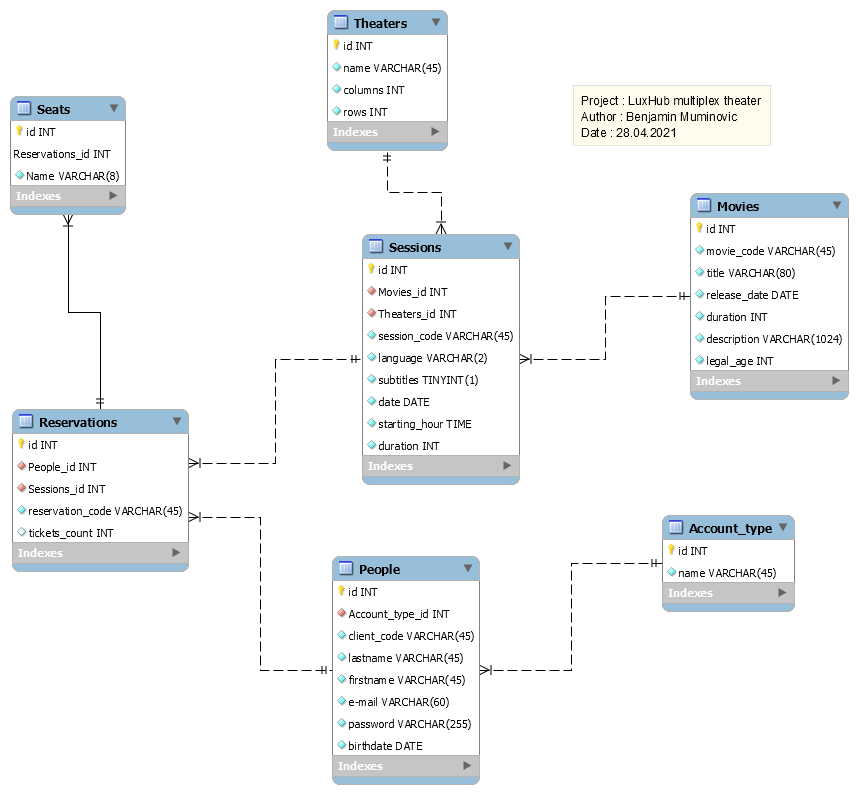 Theaters
id INT
name VARCHAR(45)
columns INT
rows INT
Indexes
Project : LuxHub multiplex theater
Author : Benjamin Muminovic
Date : 28.04.2021
Seats
id INT
Reservations_id INT
Name VARCHAR(8)
Indexes
Movies
id INT
movie_code VARCHAR(45)
title VARCHAR(80)
release_date DATE
duration INT
description VARCHAR(1024)
legal_age INT
Indexes
Sessions
id INT
Movies_id INT
Theaters_id INT
session_code VARCHAR(45)
language VARCHAR(2)
subtitles TINYINT(1)
date DATE
starting_hour TIME
duration INT
Indexes
Reservations
id INT
People_id INT
Sessions_id INT
reservation_code VARCHAR(45)
tickets_count INT
Indexes
People
id INT
Account_type_id INT
client_code VARCHAR(45)
lastname VARCHAR(45)
firstname VARCHAR(45)
e-mail VARCHAR(60)
password VARCHAR(255)
birthdate DATE
Indexes
Account_type
id INT
name VARCHAR(45)
Indexes